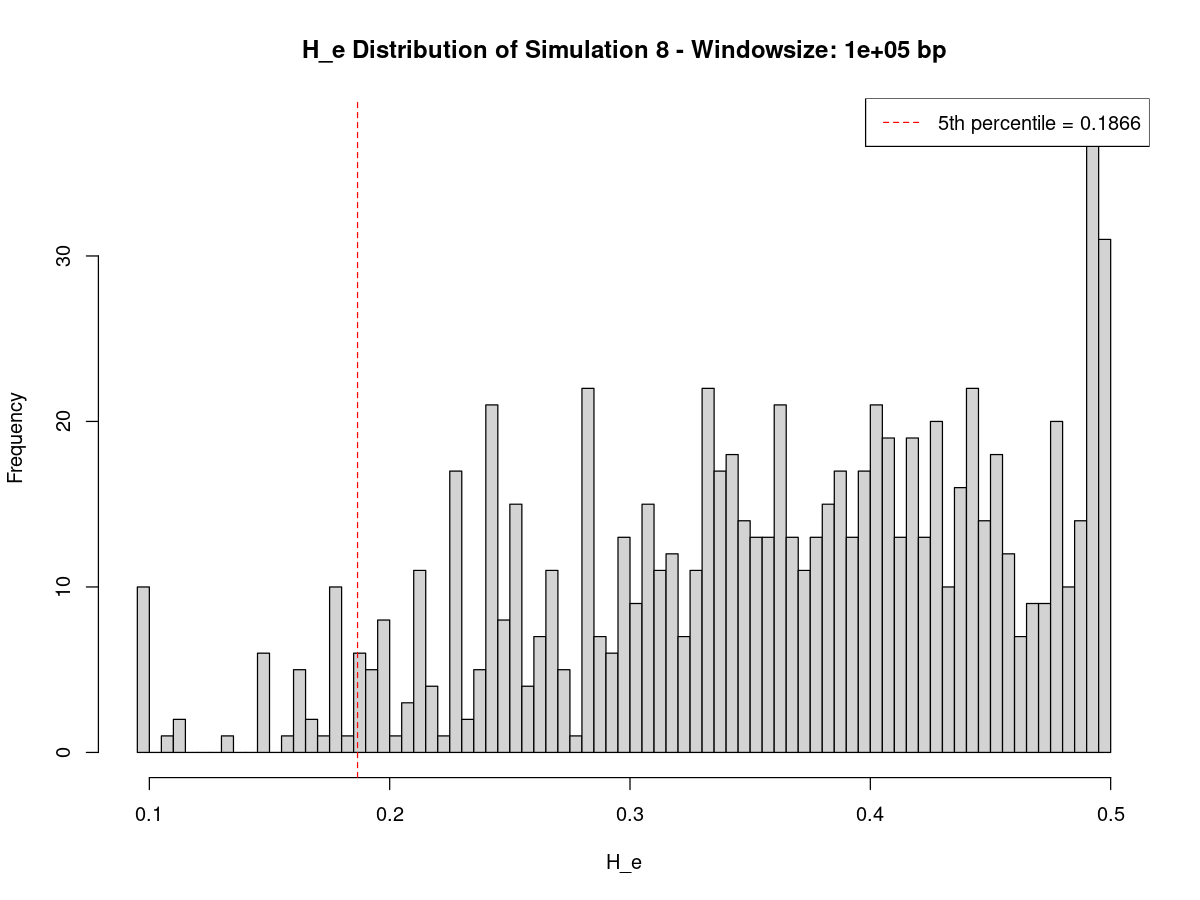 H_e Distribution of Simulation 8 - Windowsize: 1e+05 bp
5th percentile = 0.1866
Frequency
30
20
10
0
0.1 0.2 0.3 0.4 0.5
H_e